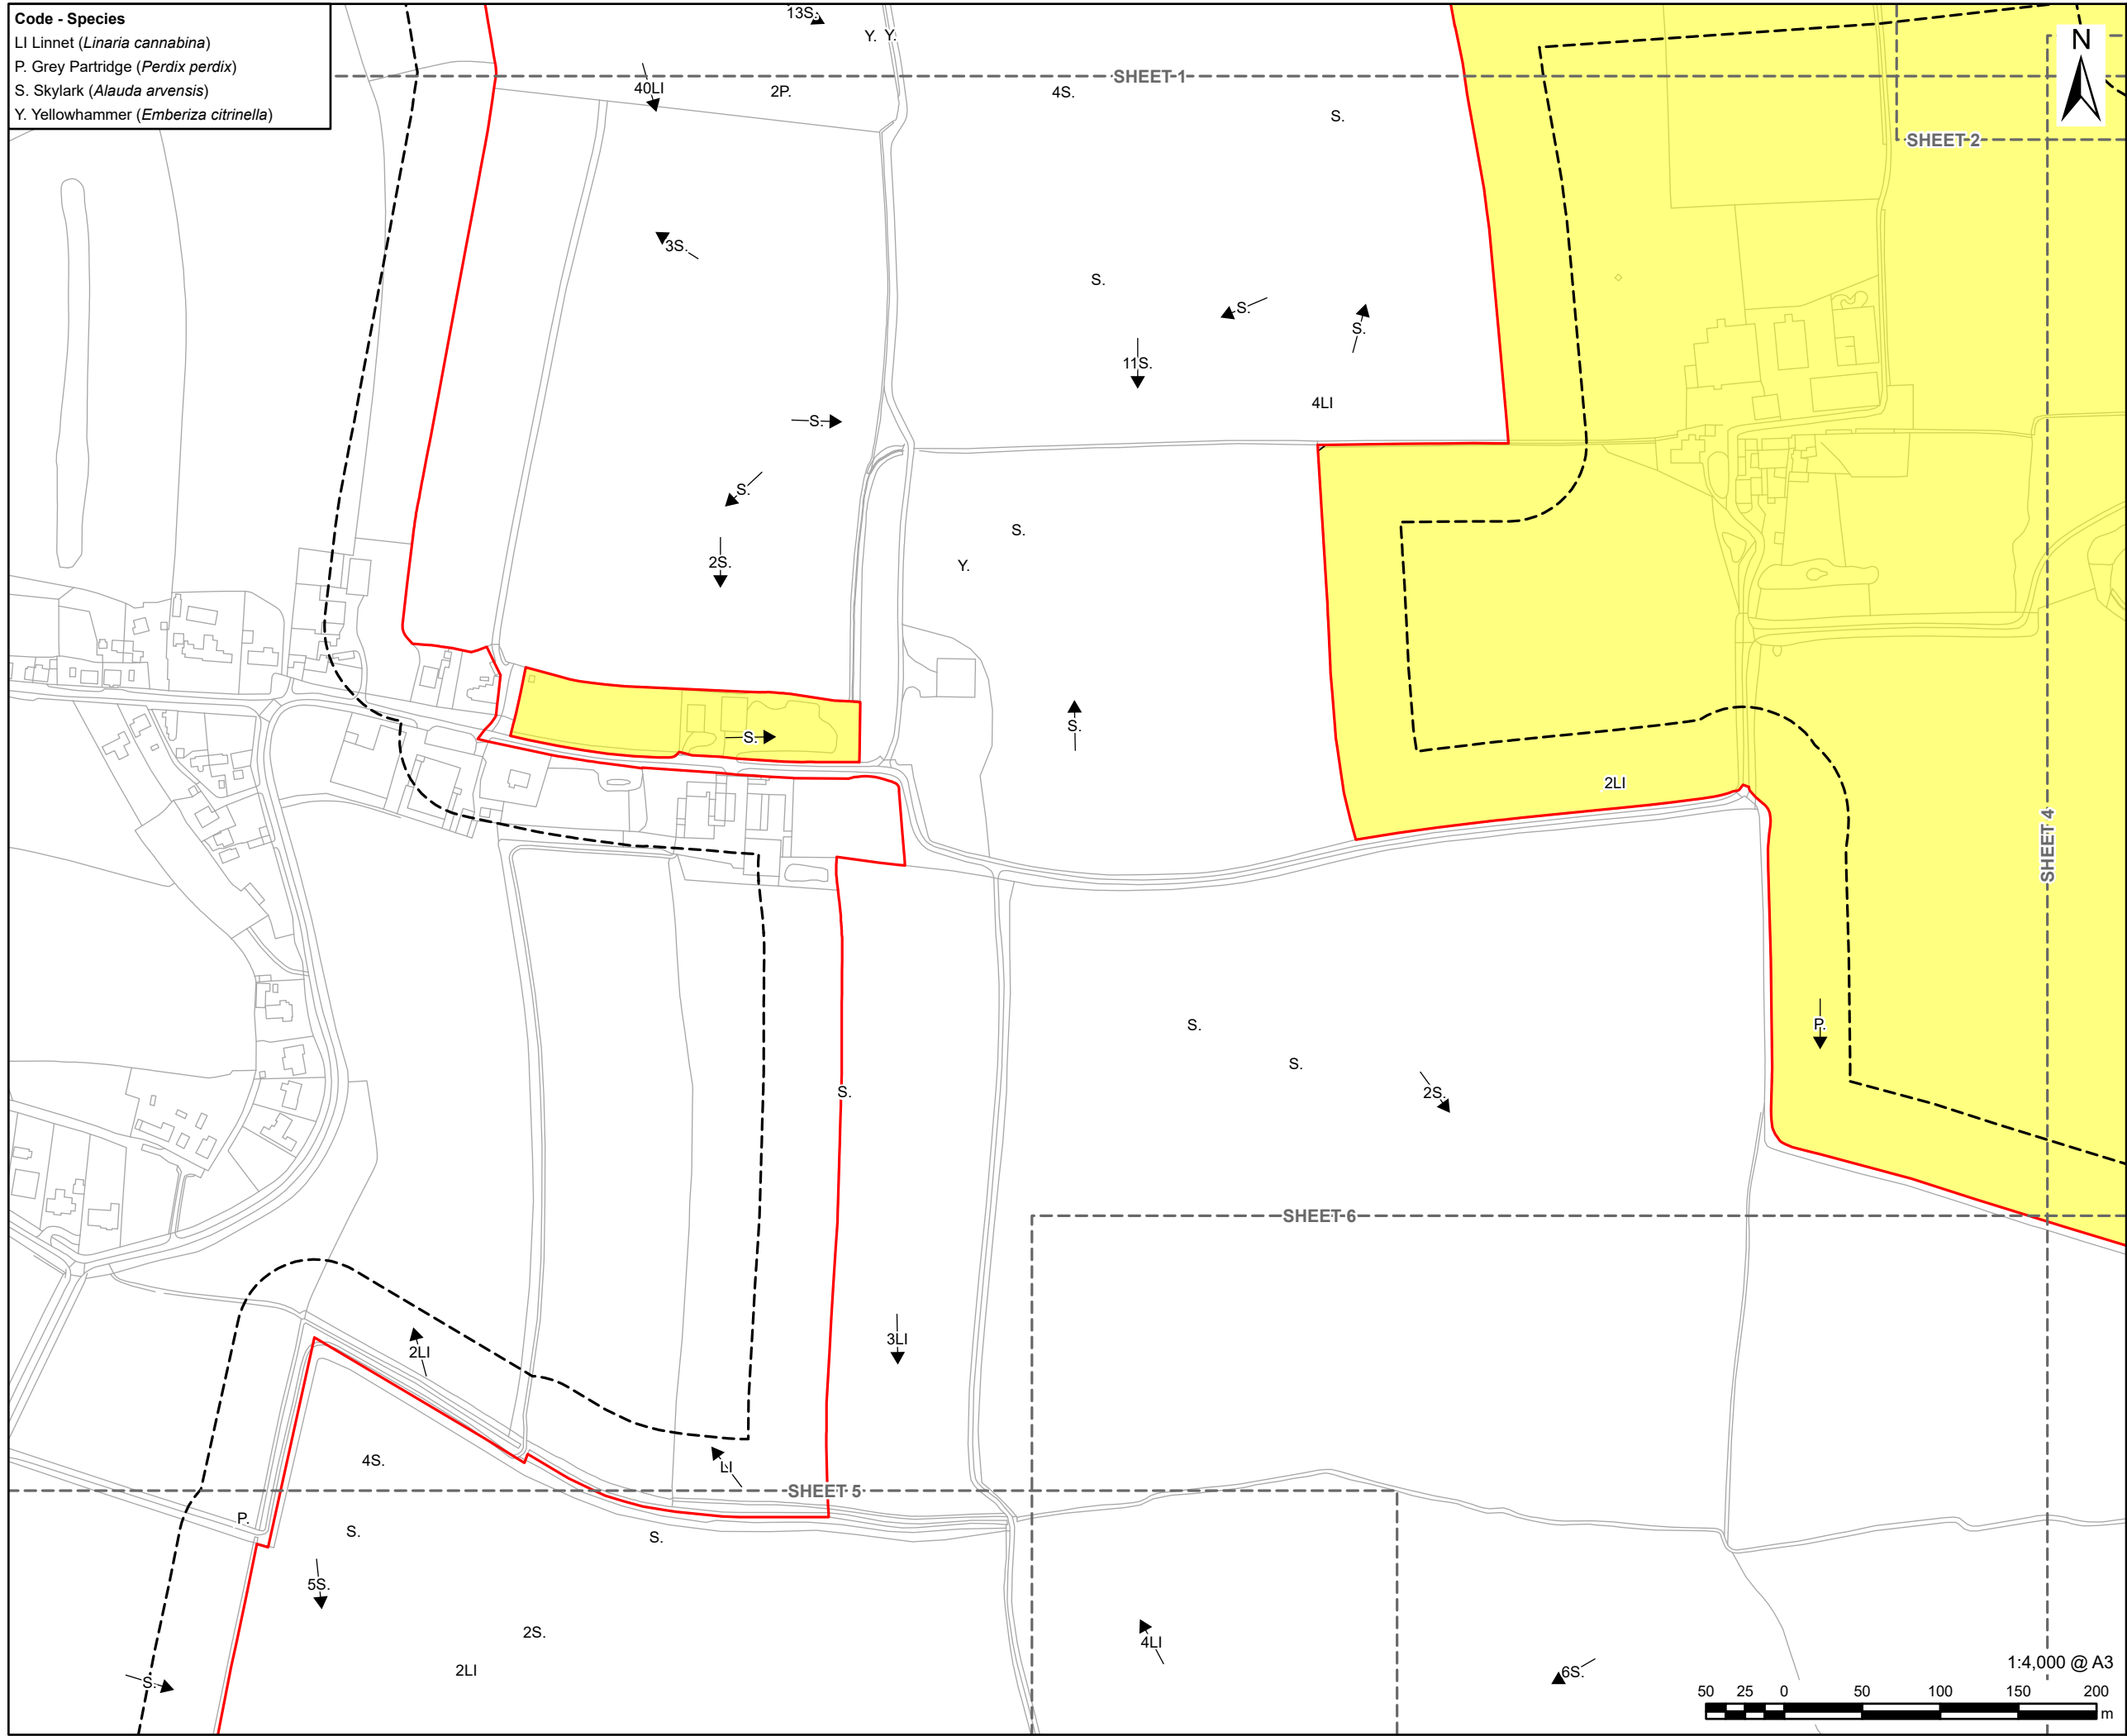 Code - Species
LI Linnet (Linaria cannabina)
P. Grey Partridge (Perdix perdix)
S. Skylark (Alauda arvensis)
Y. Yellowhammer (Emberiza citrinella)
13S.
Y. Y.
N
SHEET 1
40LI
2P.
4S.
S.
SHEET 2
3S.
S.
S.
S.
11S.
4LI
S.
S.
S.
2S.
Y.
S.
S.
2LI
SHEET 4
S.
S.
P.
S.
2S.
SHEET 6
3LI
2LI
4S.
LI
SHEET 5
P.
S.
S.
5S.
2S.
4LI
2LI
6S.
S.
1:4,000 @ A3
50 25 0 50 100 150 200
m